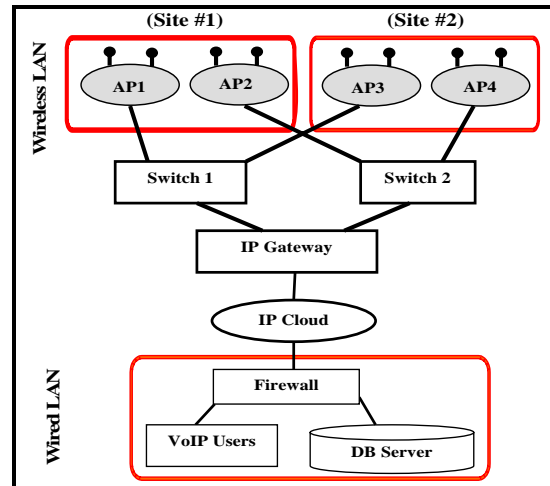 (Site #1) (Site #2)
Wireless LAN
AP1 AP2 AP3 AP4
Switch 1 Switch 2
IP Gateway
IP Cloud
Wired LAN
Firewall
VoIP Users
DB Server